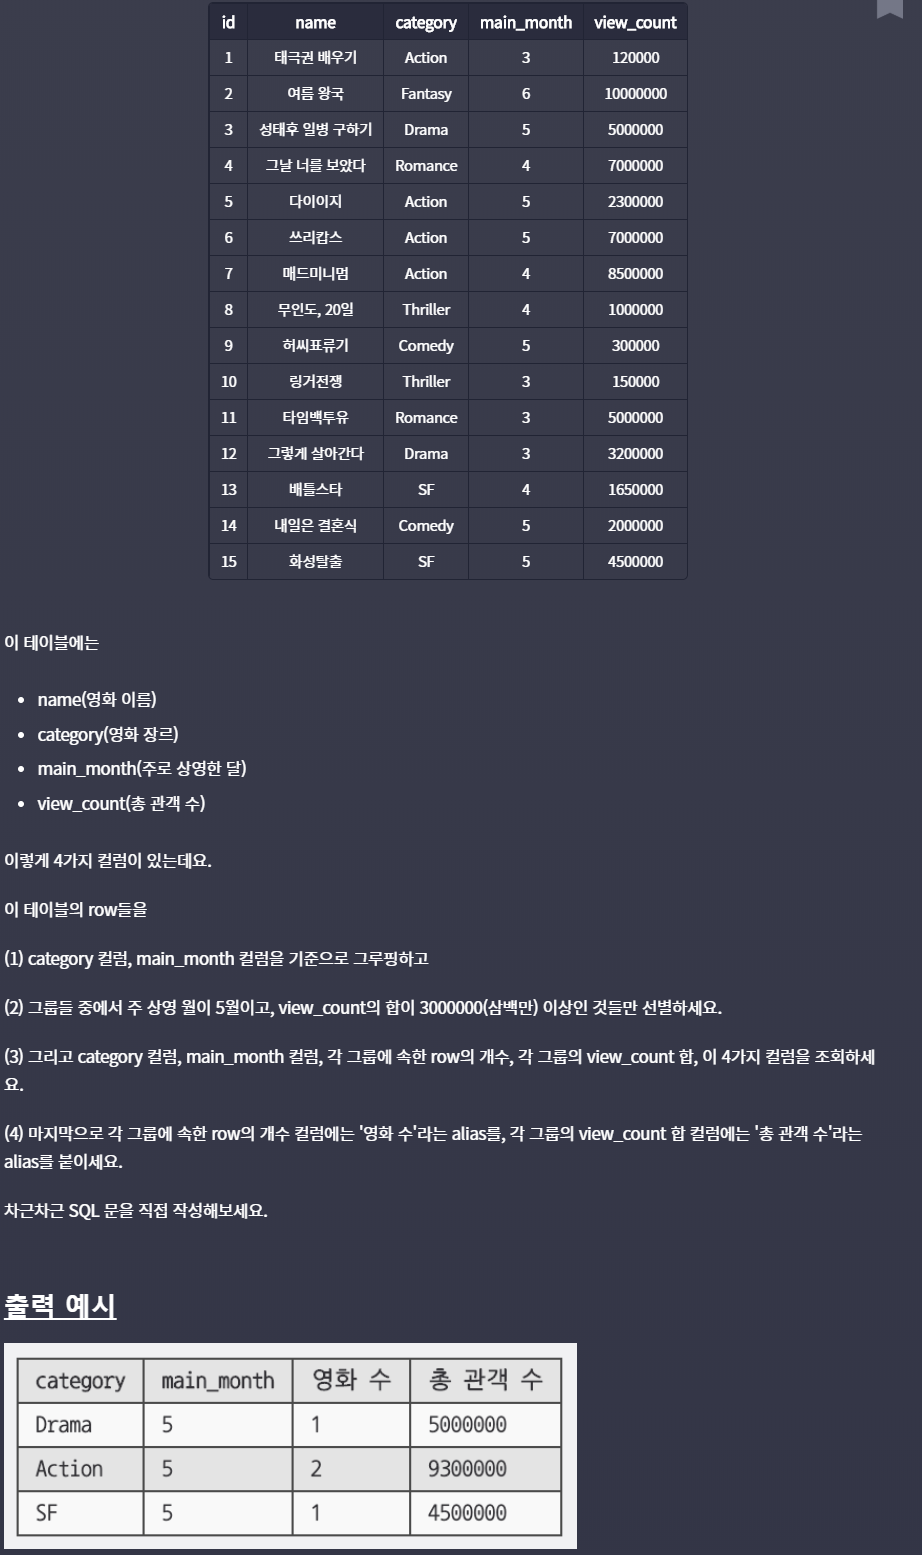 id name category main_month view_count
1 태극권 배우기 Action 3 120000
2 여름 왕국 Fantasy 6 10000000
3 성태후 일병 구하기 Drama 5 5000000
4 그날 너를 보았다 Romance 4 7000000
5 다이이지 Action 5 2300000
6 쓰리캅스 Action 5 7000000
7 매드미니멈 Action 4 8500000
8 무인도, 20일 Thriller 4 1000000
9 허씨표류기 Comedy 5 300000
10 링거전쟁 Thriller 3 150000
11 타임백투유 Romance 3 5000000
12 그렇게 살아간다 Drama 3 3200000
13 배틀스타 SF 4 1650000
14 내일은 결혼식 Comedy 5 2000000
15 화성탈출 SF 5 4500000
이 테이블에는
• name(영화 이름)
• category(영화 장르)
• main_month(주로 상영한 달)
• view_count(총 관객 수)
이렇게 4가지 컬럼이 있는데요.
이 테이블의 row들을
(1) category 컬럼, main_month 컬럼을 기준으로 그루핑하고
(2) 그룹들 중에서 주 상영 월이 5월이고, view_count의 합이 3000000(삼백만) 이상인 것들만 선별하세요.
(3) 그리고 category 컬럼, main_month 컬럼, 각 그룹에 속한 row의 개수, 각 그룹의 view_count 합, 이 4가지 컬럼을 조회하세
요.
(4) 마지막으로 각 그룹에 속한 row의 개수 컬럼에는 '영화 수'라는 alias를, 각 그룹의 view_count 합 컬럼에는 '총 관객 수'라는
alias를 붙이세요.
차근차근 SQL 문을 직접 작성해보세요.
출력 예시
category main_month 영화 수 총 관객 수
Drama 5 1 5000000
Action 5 2 9300000
SF 5 1 4500000